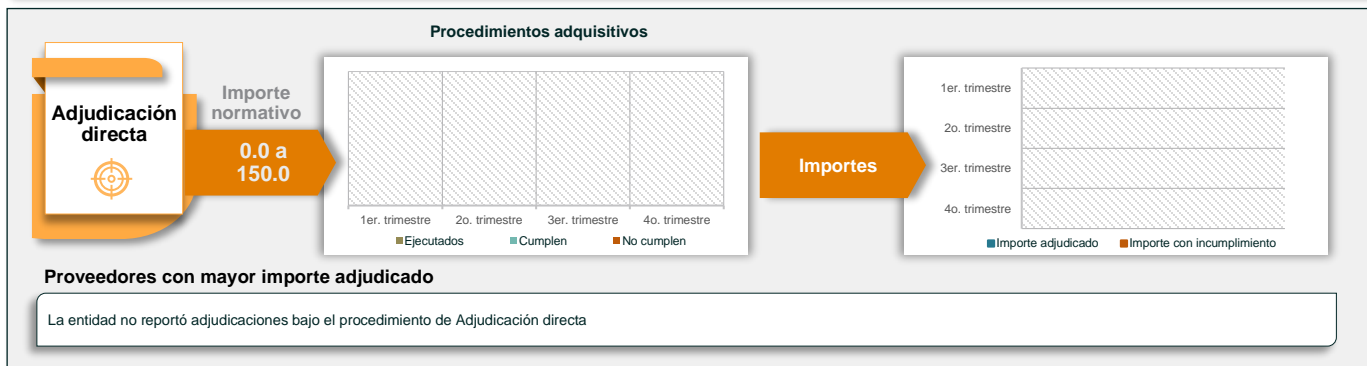 Procedimientos adquisitivos
Adjudicación
directa
Importe
normativo
0.0 a
150.0
1er. trimestre
2o. trimestre
3er. trimestre
4o. trimestre
Ejecutados
Cumplen
No cumplen
Importes
1er. trimestre
2o. trimestre
3er. trimestre
4o. trimestre
Importe adjudicado
Importe con incumplimiento
Proveedores con mayor importe adjudicado
La entidad no reportó adjudicaciones bajo el procedimiento de Adjudicación directa